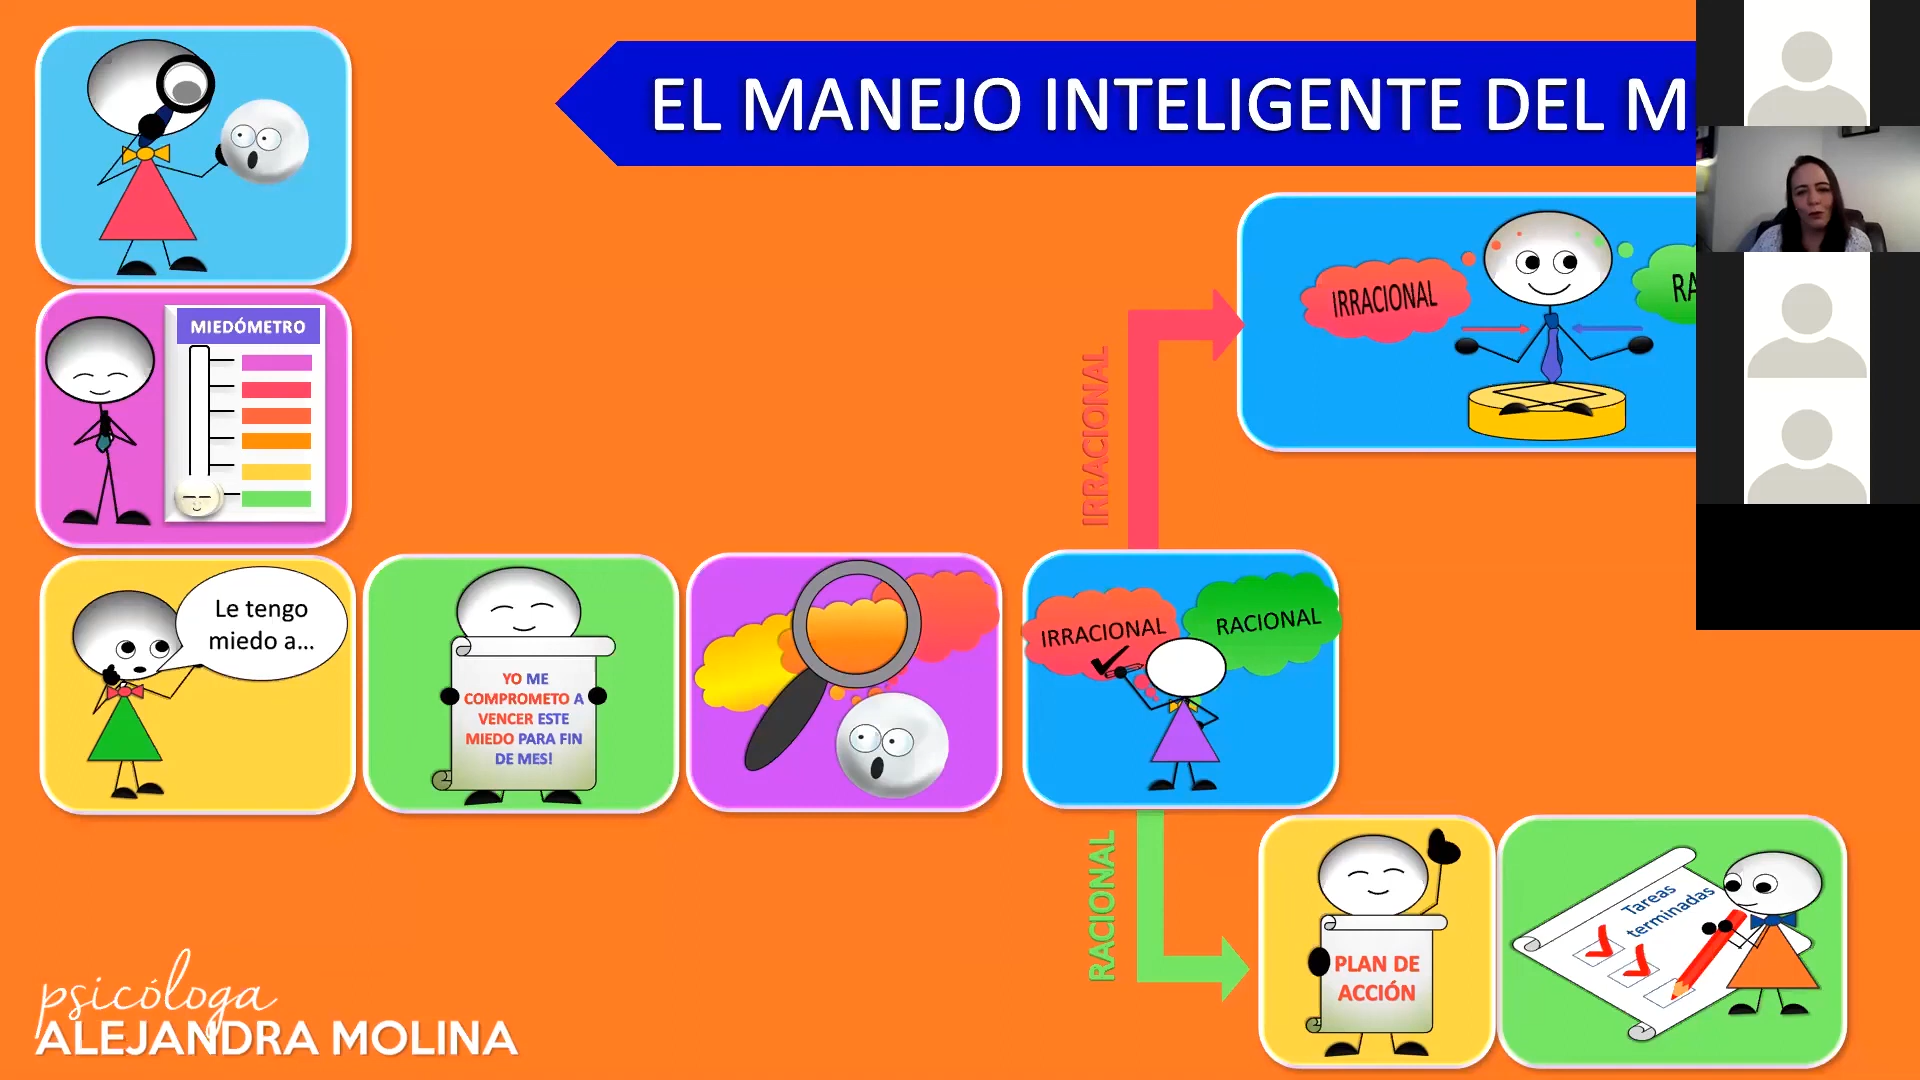 EL MANEJO INTELIGENTE DEL M
IRRACIONAL
RA
MIEDÓMETRO
IRRACIONAL
Le tengo
miedo a...
YO ME
COMPROMETO A
VENCER ESTE
MIEDO PARA FIN
DE MES!
IRRACIONAL
RACIONAL
RACIONAL
PLAN DE
ACCIÓN
Tareas
terminadas
psicóloga
ALEJANDRA MOLINA